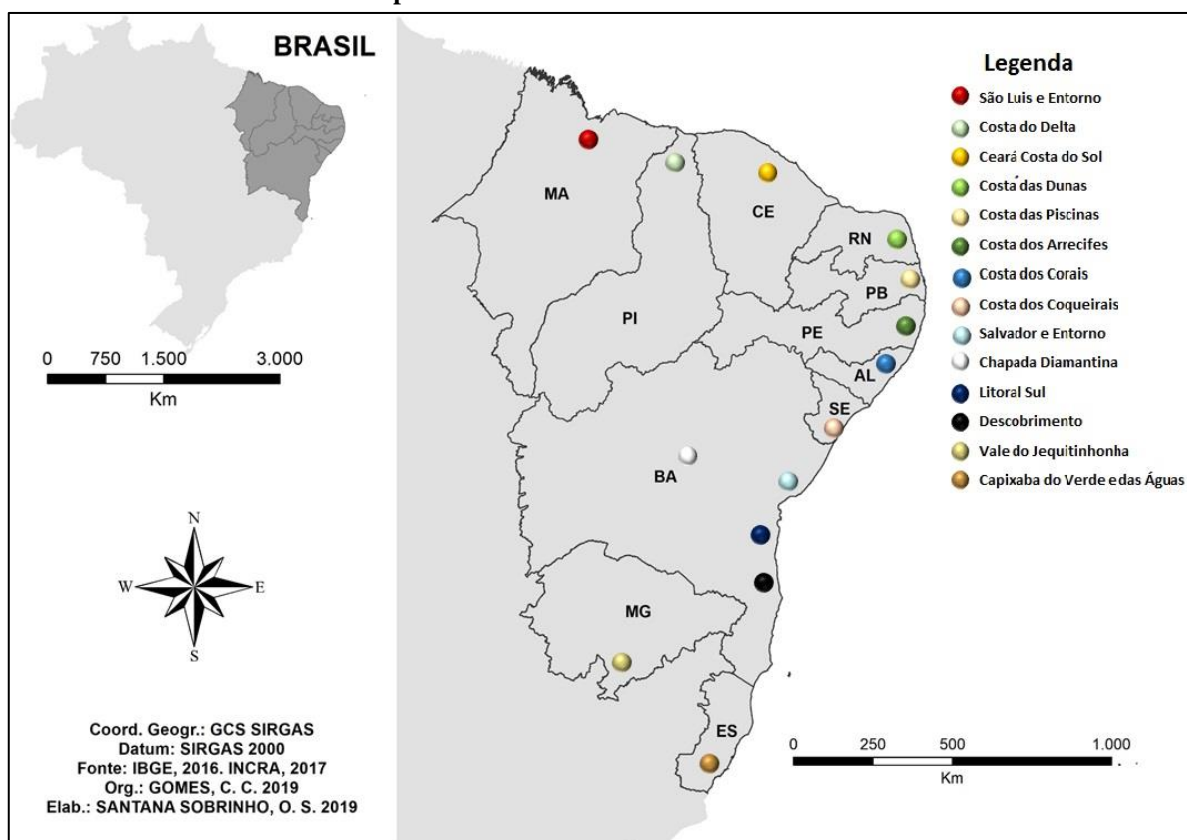 BRASIL
0 750 1.500 3.000
Km
N
W E
S
Coord. Geogr.: GCS SIRGAS
Datum: SIRGAS 2000
Fonte: IBGE, 2016. INCRA, 2017
Org.: GOMES, C. C. 2019
Elab.: SANTANA SOBRINHO, O. S. 2019
MA
CE
RN
PB
PI
PE
AL
SE
BA
MG
ES
Legenda
São Luis e Entorno
Costa do Delta
Ceará Costa do Sol
Costa das Dunas
Costa das Piscinas
Costa dos Arrecifes
Costa dos Corais
Costa dos Coqueirais
Salvador e Entorno
Chapada Diamantina
Litoral Sul
Descobrimento
Vale do Jequitinhonha
Capixaba do Verde e das Águas
0 250 500 1.000
Km